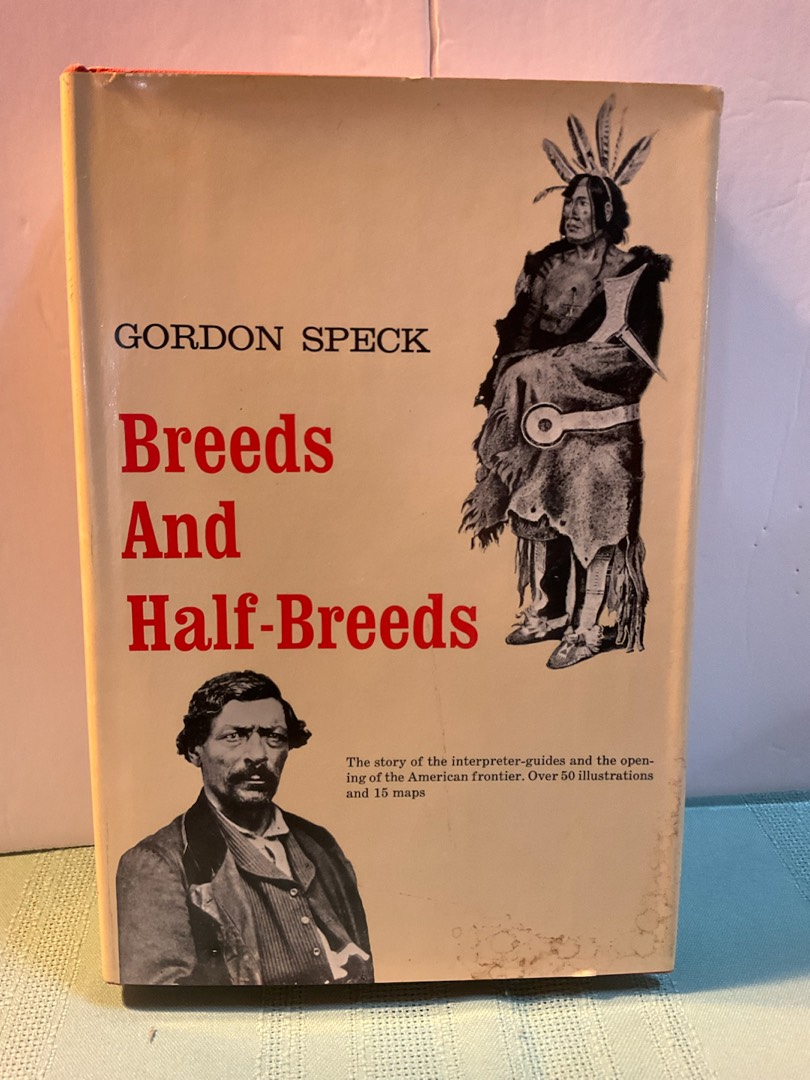 GORDON SPECK
Breeds
And
Half-Breeds
The story of the interpreter-guides and the open-
ing of the American frontier. Over 50 illustrations
and 15 maps